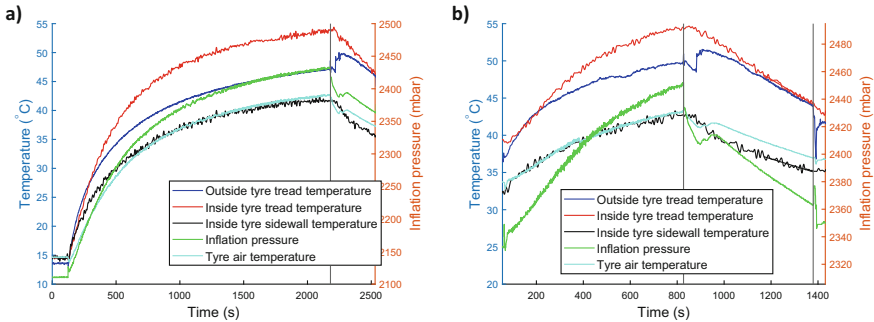 a)
55
50
45
40
35
30
25
20
15
10
Temperature (°C)
2500
2450
2400
2350
2300
2250
2200
2150
2100
Inflation pressure (mbar)
Outside tyre tread temperature
Inside tyre tread temperature
Inside tyre sidewall temperature
Inflation pressure
Tyre air temperature
0 500 1000 1500 2000 2500
Time (s)
b)
55
50
45
40
35
30
25
20
Temperature (°C)
2480
2460
2440
2420
2400
2380
2360
2340
2320
Inflation pressure (mbar)
Outside tyre tread temperature
Inside tyre tread temperature
Inside tyre sidewall temperature
Inflation pressure
Tyre air temperature
200 400 600 800 1000 1200 1400
Time (s)